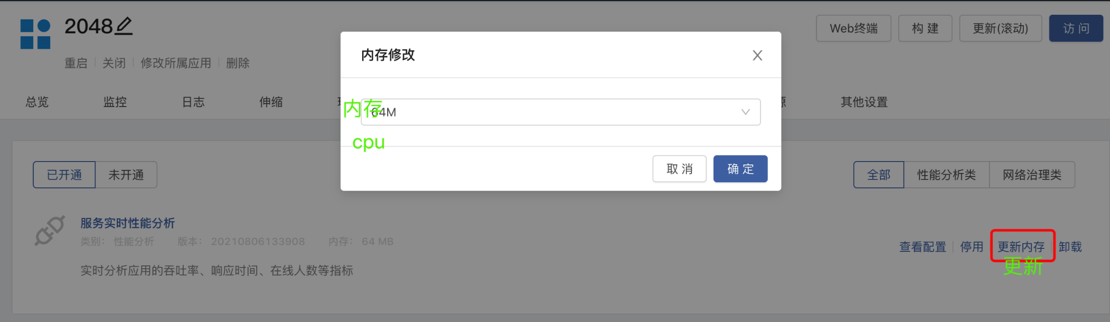 2048
Web终端 构 建 更新(滚动) 访 问
重启 关闭 修改所属应用 删除
内存修改
总览 监控 日志 伸缩 其他设置
内存
64M
cpu
取 消 确 定
已开通 未开通 全部 性能分析类 网络治理类
服务实时性能分析
类别： 性能分析 版本： 20210806133908 内存： 64 MB
查看配置 停用 更新内存 卸载
更新
实时分析应用的吞吐率、响应时间、在线人数等指标